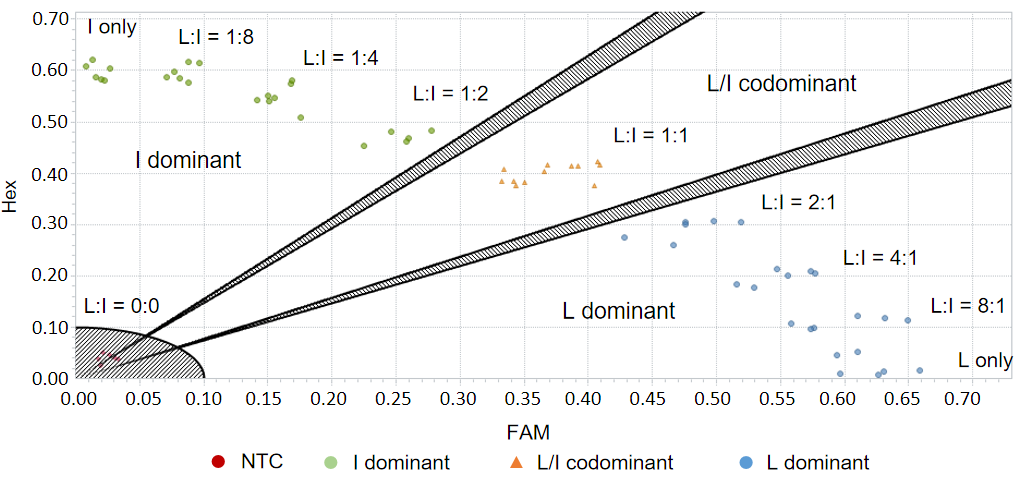 0.70
I only
L:I = 1:8
L:I = 1:4
0.60
L:I = 1:2
L/I codominant
0.50
L:I = 1:1
I dominant
0.40
Hex
L:I = 2:1
0.30
L:I = 4:1
0.20
L:I = 0:0
L dominant
L:I = 8:1
0.10
L only
0.00
0.00 0.05 0.10 0.15 0.20 0.25 0.30 0.35 0.40 0.45 0.50 0.55 0.60 0.65 0.70
FAM
NTC I dominant L/I codominant L dominant